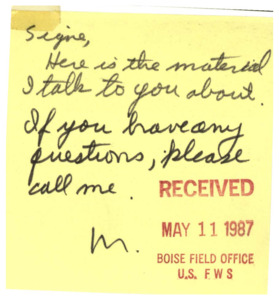 Signe,
Here is the material
I talk to you about.
If you have any
questions, please
call me.
RECEIVED
M.
MAY 11 1987
BOISE FIELD OFFICE
U.S. FWS